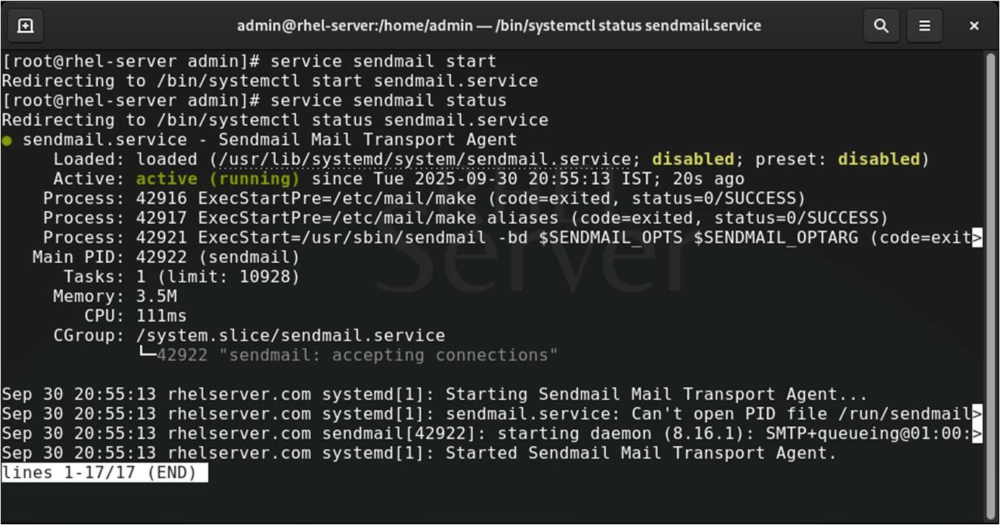 admin@rhel-server:/home/admin — /bin/systemctl status sendmail.service
[root@rhel-server admin]# service sendmail start
Redirecting to /bin/systemctl start sendmail.service
[root@rhel-server admin]# service sendmail status
Redirecting to /bin/systemctl status sendmail.service
● sendmail.service - Sendmail Mail Transport Agent
     Loaded: loaded (/usr/lib/systemd/system/sendmail.service; disabled; preset: disabled)
     Active: active (running) since Tue 2025-09-30 20:55:13 IST; 20s ago
    Process: 42916 ExecStartPre=/etc/mail/make (code=exited, status=0/SUCCESS)
    Process: 42917 ExecStartPre=/etc/mail/make aliases (code=exited, status=0/SUCCESS)
    Process: 42921 ExecStart=/usr/sbin/sendmail -bd $SENDMAIL_OPTS $SENDMAIL_OPTARG (code=exit>
   Main PID: 42922 (sendmail)
      Tasks: 1 (limit: 10928)
     Memory: 3.5M
        CPU: 111ms
     CGroup: /system.slice/sendmail.service
             └─42922 "sendmail: accepting connections"
Sep 30 20:55:13 rhelserver.com systemd[1]: Starting Sendmail Mail Transport Agent...
Sep 30 20:55:13 rhelserver.com systemd[1]: sendmail.service: Can't open PID file /run/sendmail>
Sep 30 20:55:13 rhelserver.com sendmail[42922]: starting daemon (8.16.1): SMTP+queueing@01:00:>
Sep 30 20:55:13 rhelserver.com systemd[1]: Started Sendmail Mail Transport Agent.
lines 1-17/17 (END)
RHEL
Server